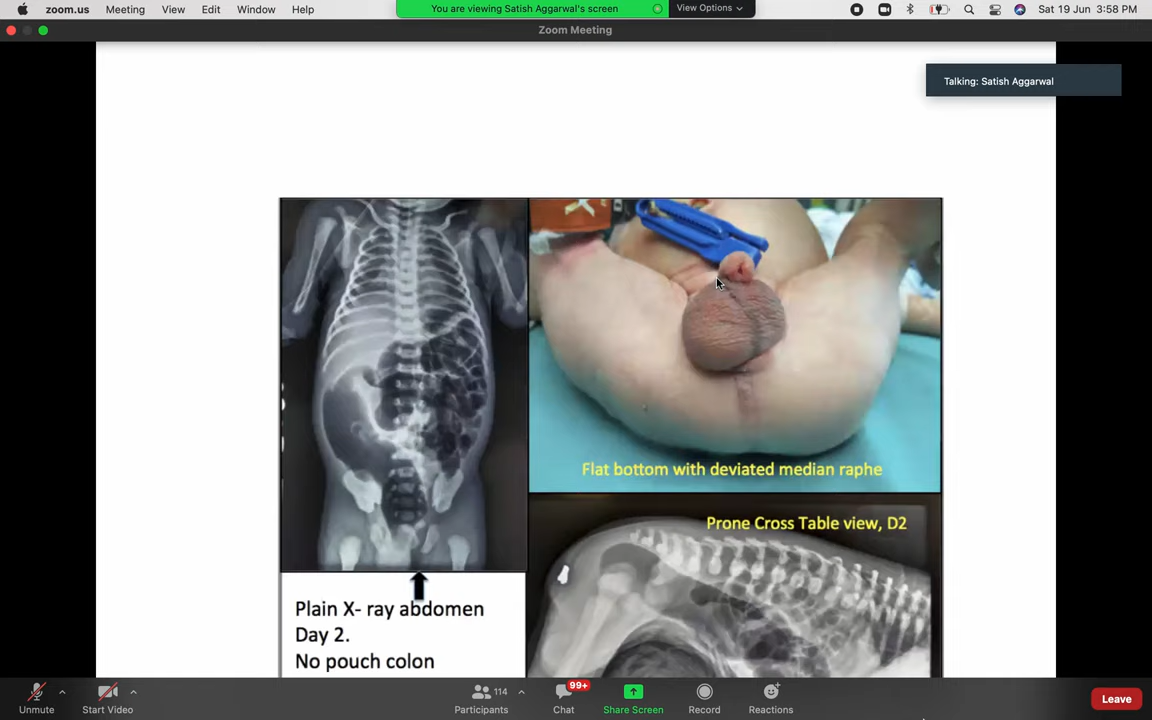 zoom.us Meeting View Edit Window Help
You are viewing Satish Aggarwal's screen
View Options
Sat 19 Jun 3:58 PM
Zoom Meeting
Talking: Satish Aggarwal
Flat bottom with deviated median raphe
Prone Cross Table view, D2
Plain X- ray abdomen
Day 2.
No pouch colon
114
99+
Unmute
Start Video
Participants
Chat
Share Screen
Record
Reactions
Leave